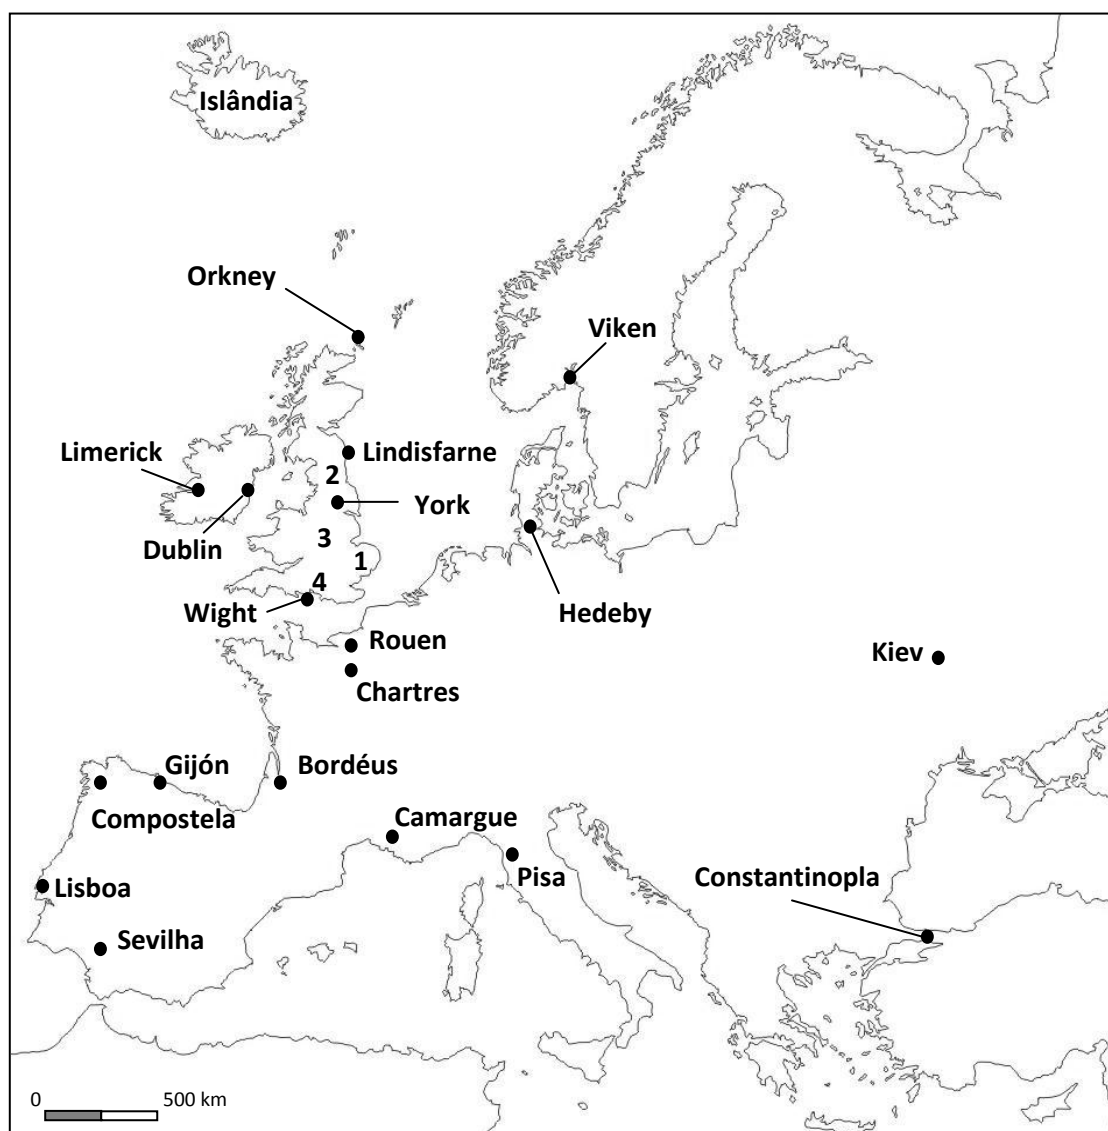 Islândia
Orkney
Viken
Limerick
Lindisfarne
2
York
3
Dublin
1
4
Wight
Hedeby
Rouen
Kiev
Chartres
Gijón
Bordéus
Compostela
Camargue
Pisa
Constantinopla
Lisboa
Sevilha
0 500 km